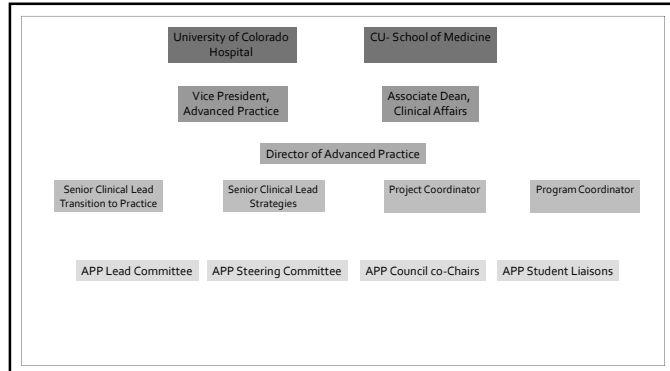 University of Colorado
Hospital
CU- School of Medicine
Vice President,
Advanced Practice
Associate Dean,
Clinical Affairs
Director of Advanced Practice
Senior Clinical Lead
Transition to Practice
Senior Clinical Lead
Strategies
Project Coordinator
Program Coordinator
APP Lead Committee
APP Steering Committee
APP Council co-Chairs
APP Student Liaisons